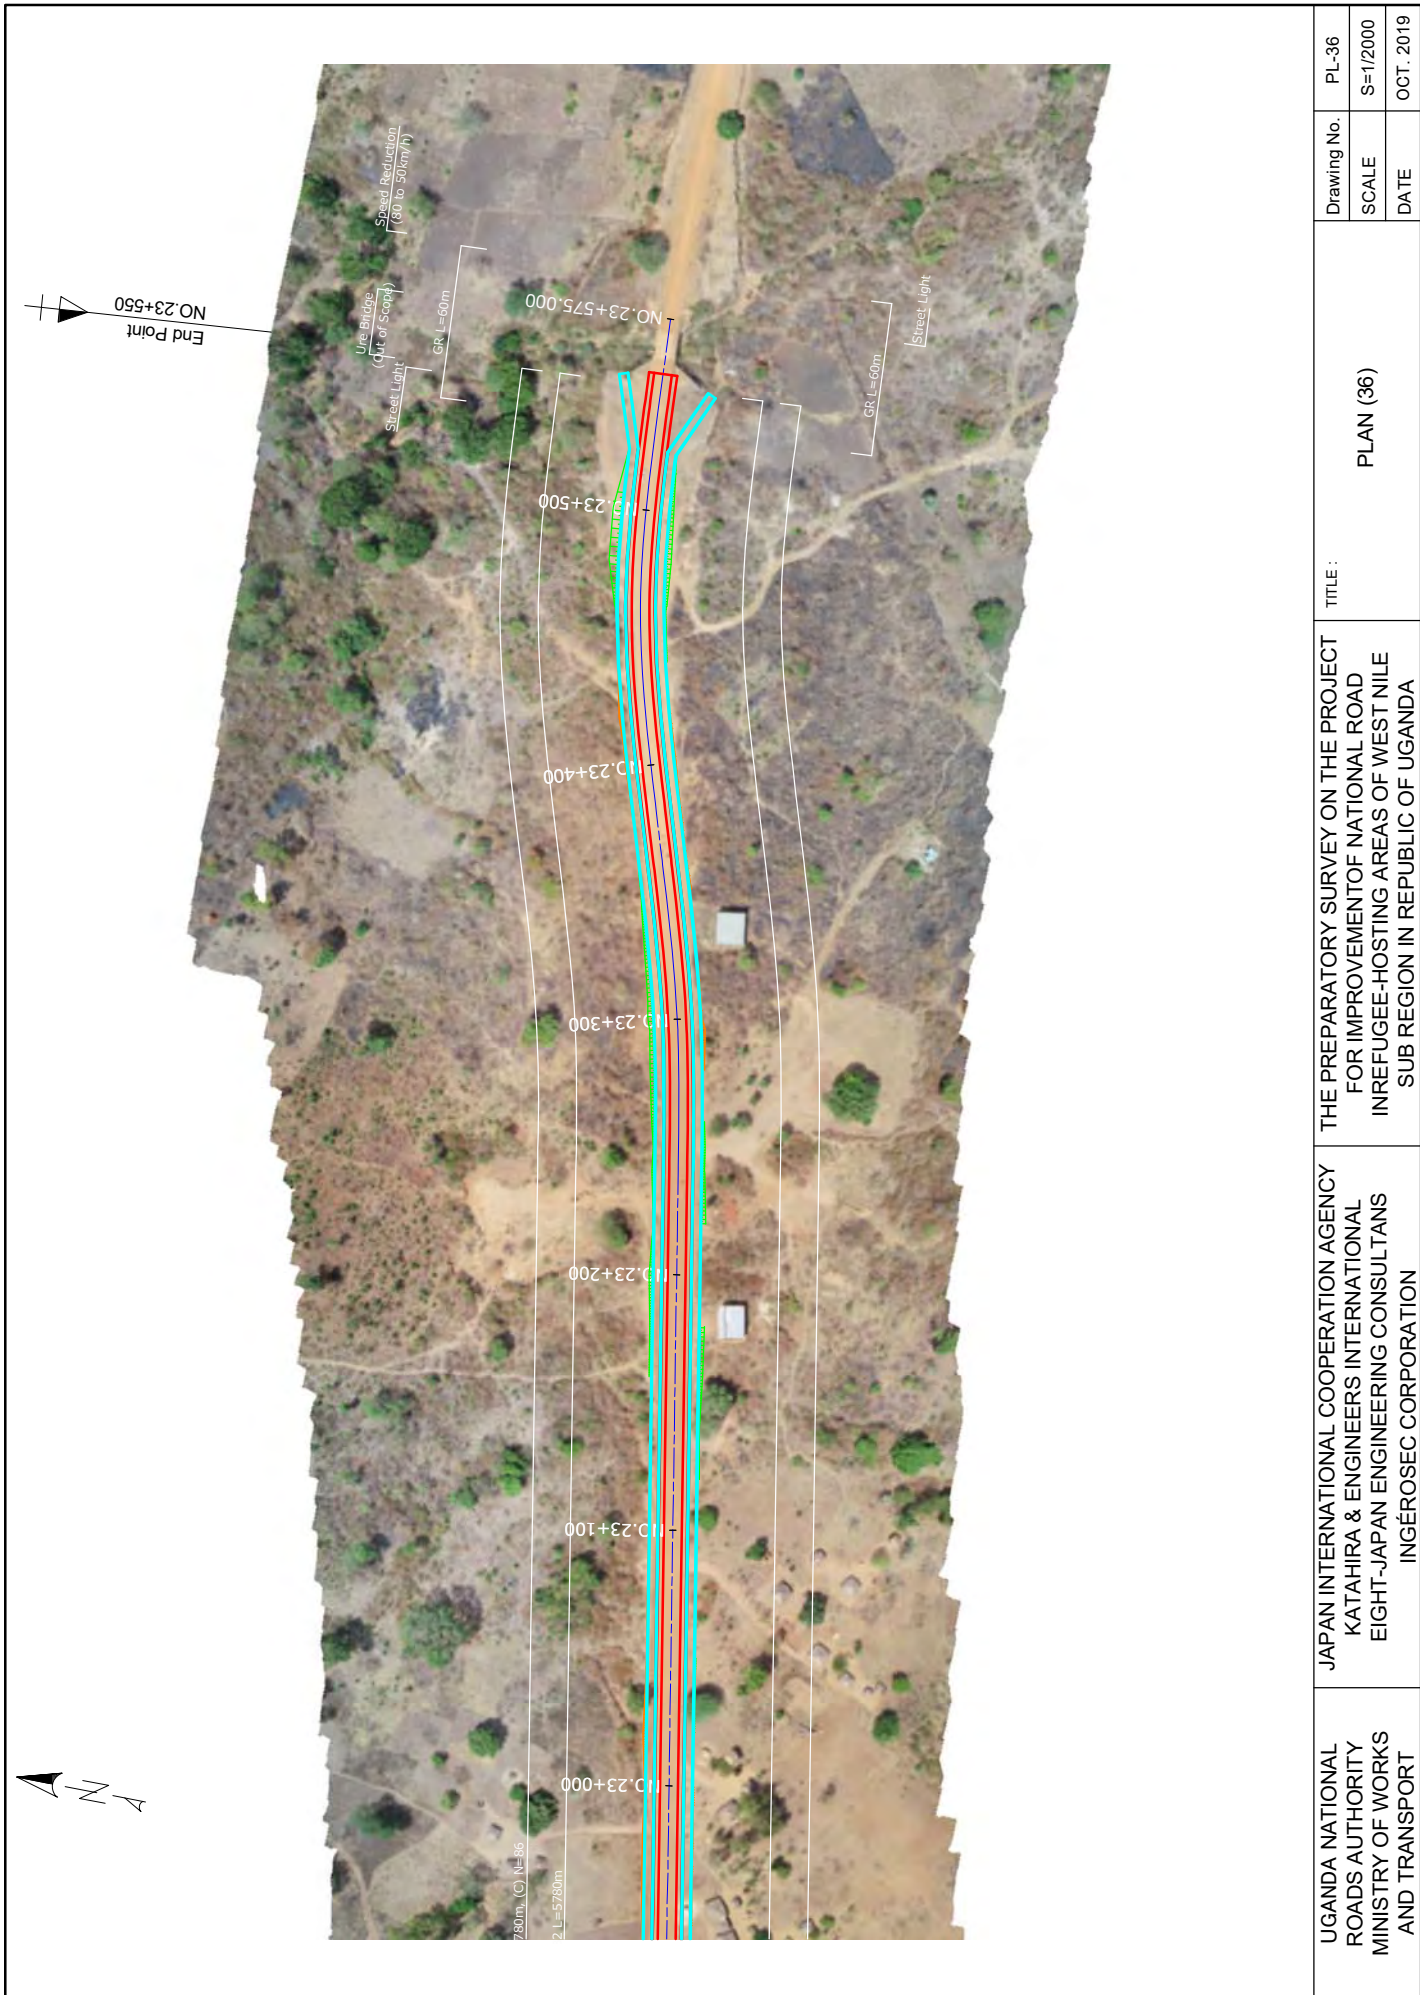 Speed Reduction
(80 to 50km/h)
End Point
NO.23+550
Ure Bridge
(Out of Scope)
GR L=60m
Street Light
NO.23+575.000
Street Light
GR L=60m
NO.23+500
NO.23+400
NO.23+300
NO.23+200
NO.23+100
NO.23+000
780m, (C) N=86
2 L=5780m
N
UGANDA NATIONAL
ROADS AUTHORITY
MINISTRY OF WORKS
AND TRANSPORT
JAPAN INTERNATIONAL COOPERATION AGENCY
KATAHIRA & ENGINEERS INTERNATIONAL
EIGHT-JAPAN ENGINEERING CONSULTANS
INGÉROSEC CORPORATION
THE PREPARATORY SURVEY ON THE PROJECT
FOR IMPROVEMENTOF NATIONAL ROAD
INREFUGEE-HOSTING AREAS OF WEST NILE
SUB REGION IN REPUBLIC OF UGANDA
TITLE :
PLAN (36)
Drawing No. PL-36
SCALE S=1/2000
DATE OCT. 2019